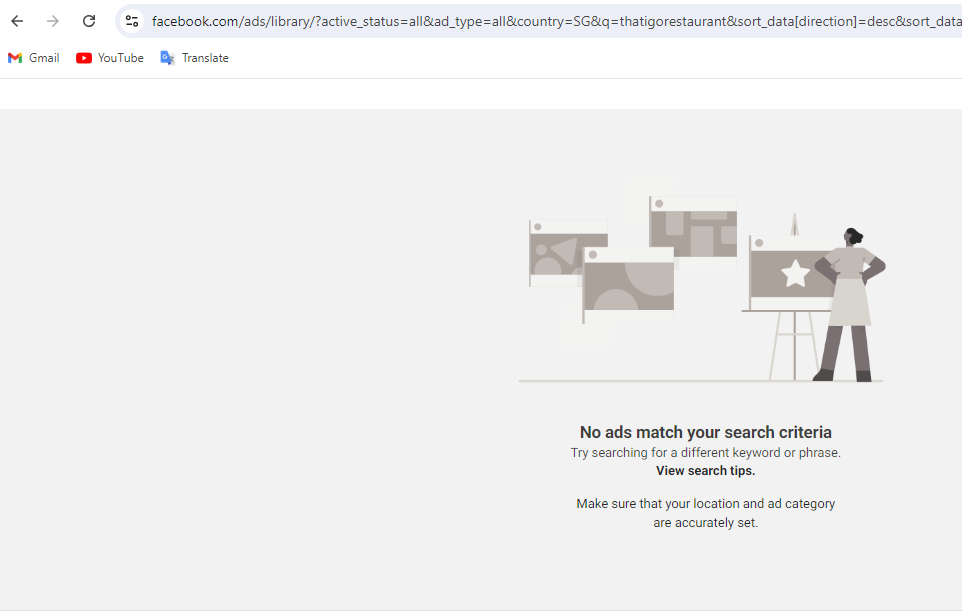 facebook.com/ads/library/?active_status=all&ad_type=all&country=SG&q=thatigorestaurant&sort_data[direction]=desc&sort_data
Gmail YouTube Translate
No ads match your search criteria
Try searching for a different keyword or phrase.
View search tips.
Make sure that your location and ad category
are accurately set.